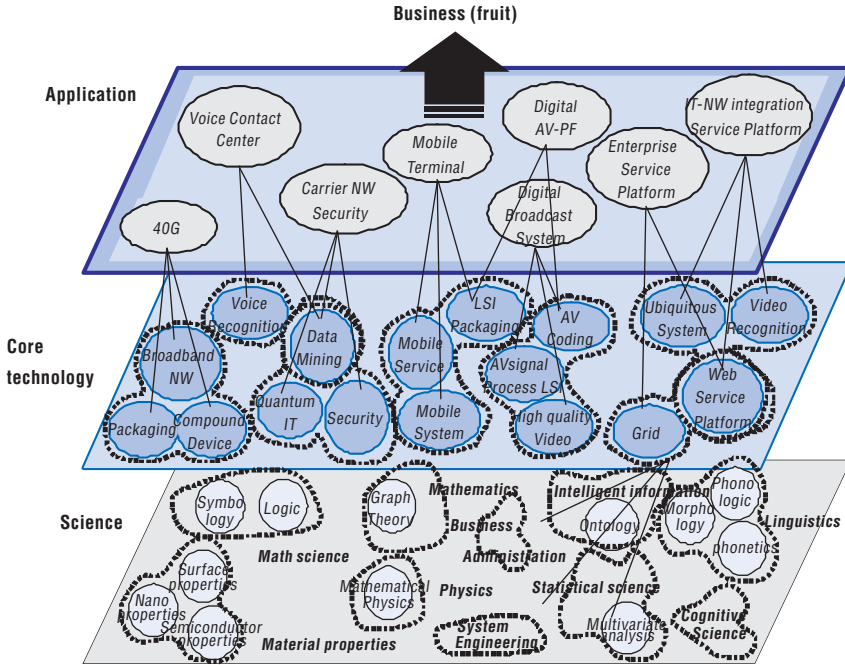 Business (fruit)
Application
Voice Contact
Center
Mobile
Terminal
Digital
AV-PF
IT-NW integration
Service Platform
Enterprise
Service
Platform
Carrier NW
Security
Digital
Broadcast
System
40G
Core
technology
Voice
Recognition
LSI
Packaging
AV
Coding
Ubiquitous
System
Video
Recognition
Broadband
NW
Data
Mining
Mobile
Service
AVsignal
Process LS
Web
Service
Platform
Packaging
Compound
Device
Quantum
IT
Security
Mobile
System
High quality
Video
Grid
Science
Symbo
logy
Logic
Graph
Theory
Mathematics
Business
Administiration
Intelligent information
Ontology
Morpho
logy
Phono
logic
phonetics
Linguistics
Math science
Surface
properties
Nano
properties
Semiconductor
properties
Material properties
Mathematical
Physics
Physics
System
Engineering
Statistical science
Multivariate
analysis
Cognitive
Science